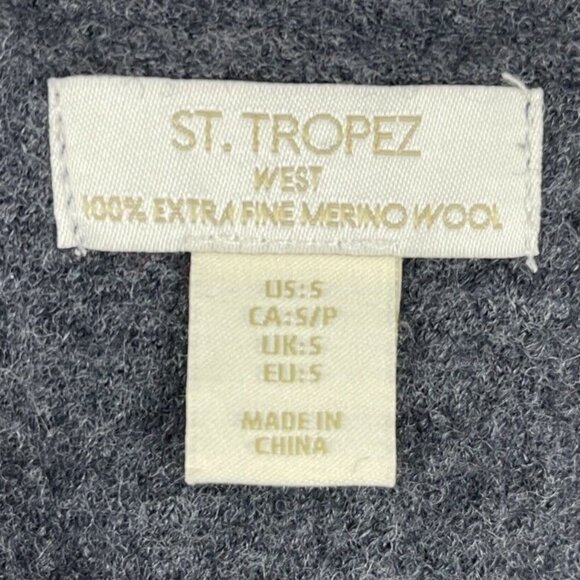 ST. TROPEZ
WEST
100% EXTRA FINE MERINO WOOL
US:S
CA:S/P
UK:S
EU:S
MADE IN
CHINA